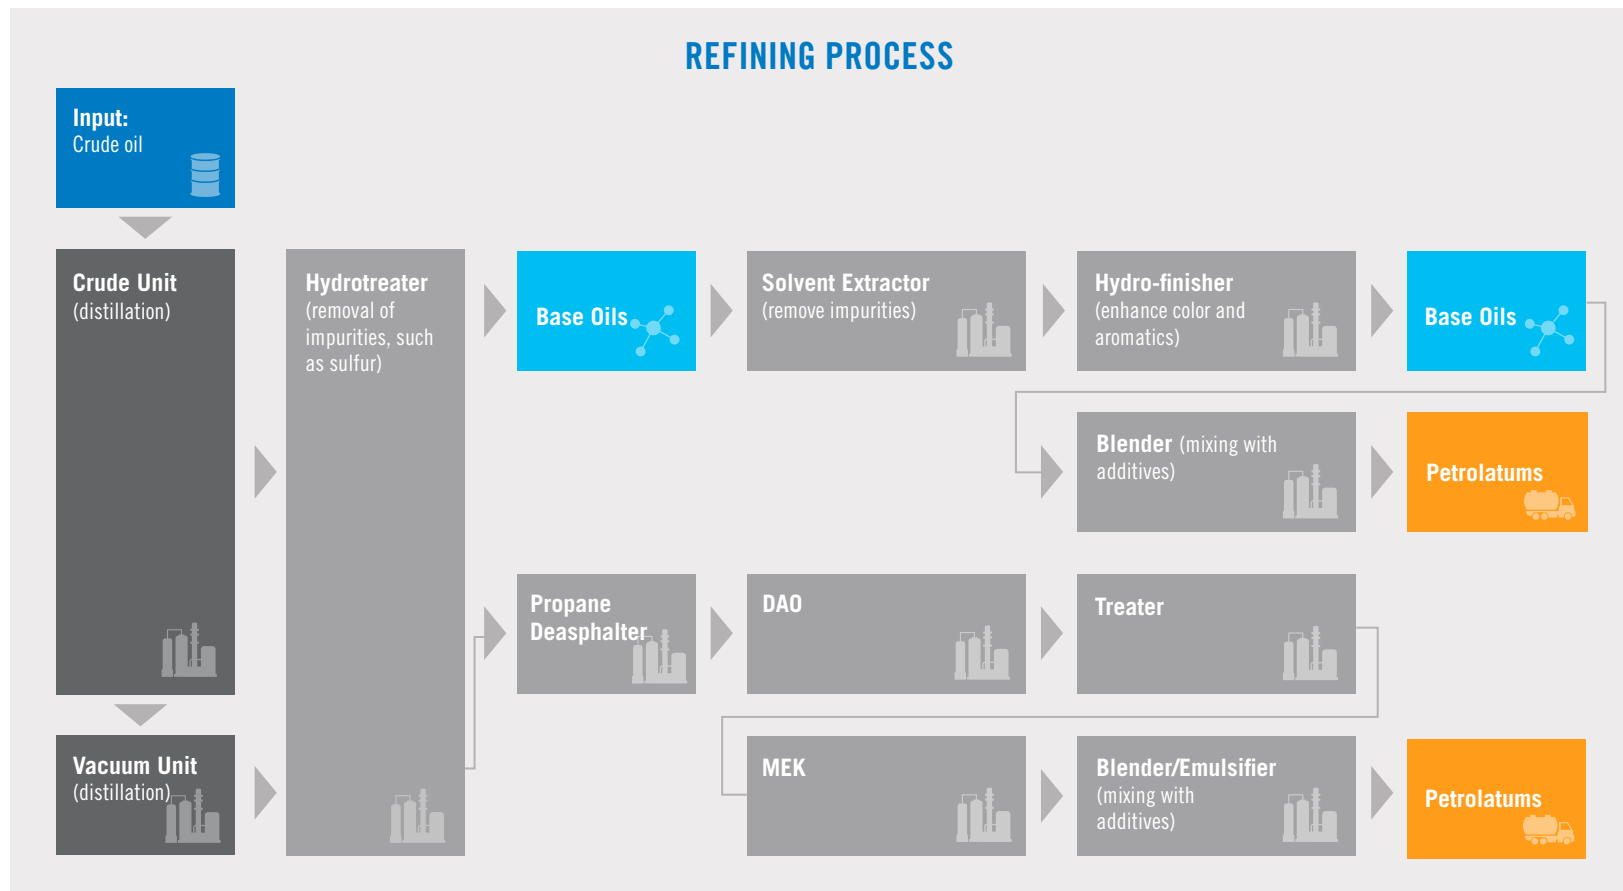 REFINING PROCESS
Input:
Crude oil
Crude Unit
(distillation)
Hydrotreater
(removal of
impurities, such
as sulfur)
Base Oils
Solvent Extractor
(remove impurities)
Hydro-finisher
(enhance color and
aromatics)
Base Oils
Blender (mixing with
additives)
Petrolatums
Propane
Deasphalter
DAO
Treater
Vacuum Unit
(distillation)
MEK
Blender/Emulsifier
(mixing with
additives)
Petrolatums